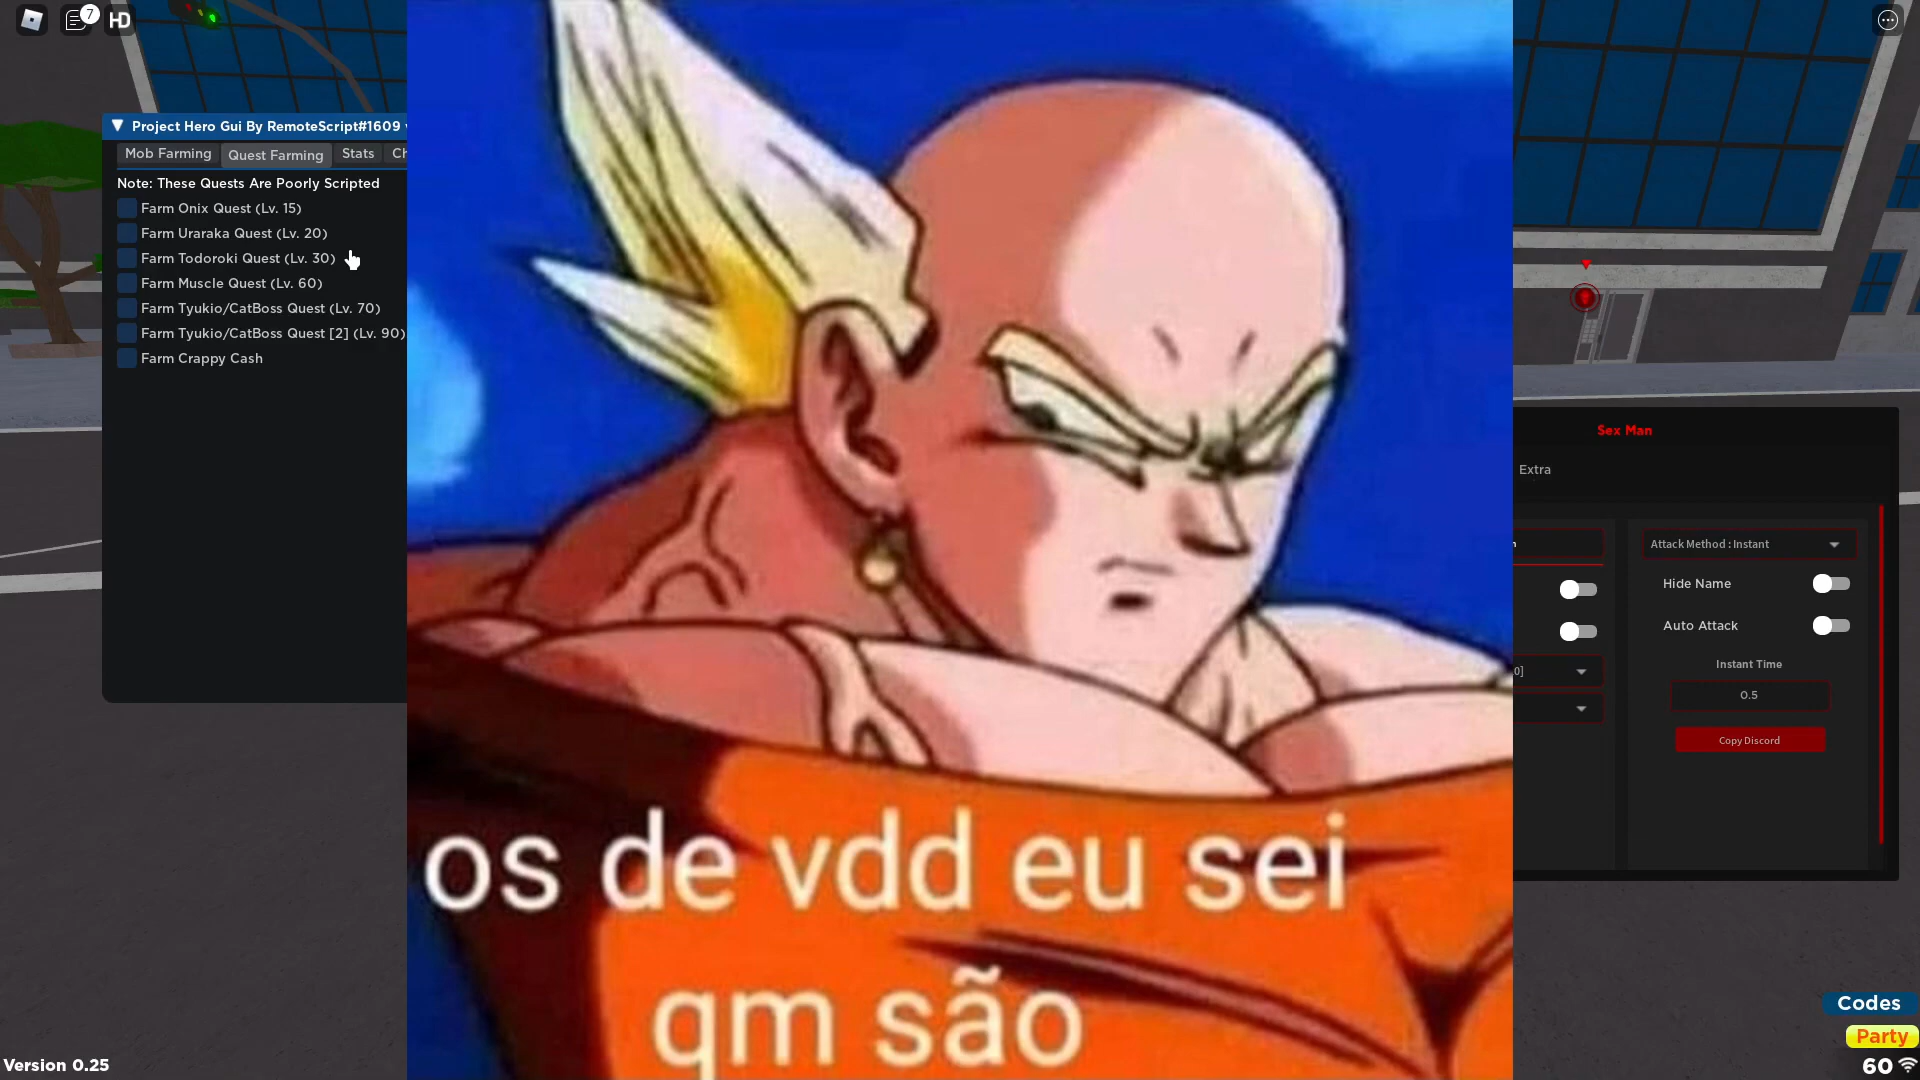 7
HD
Project Hero Gui By RemoteScript#1609
Mob Farming
Quest Farming
Stats
Ch
Note: These Quests Are Poorly Scripted
Farm Onix Quest (Lv. 15)
Farm Uraraka Quest (Lv. 20)
Farm Todoroki Quest (Lv. 30)
Farm Muscle Quest (Lv. 60)
Farm Tyukio/CatBoss Quest (Lv. 70)
Farm Tyukio/CatBoss Quest [2] (Lv. 90)
Farm Crappy Cash
os de vdd eu sei
qm são
Sex Man
Extra
Attack Method : Instant
Hide Name
Auto Attack
0]
Instant Time
0.5
Copy Discord
Codes
Party
60
Version 0.25